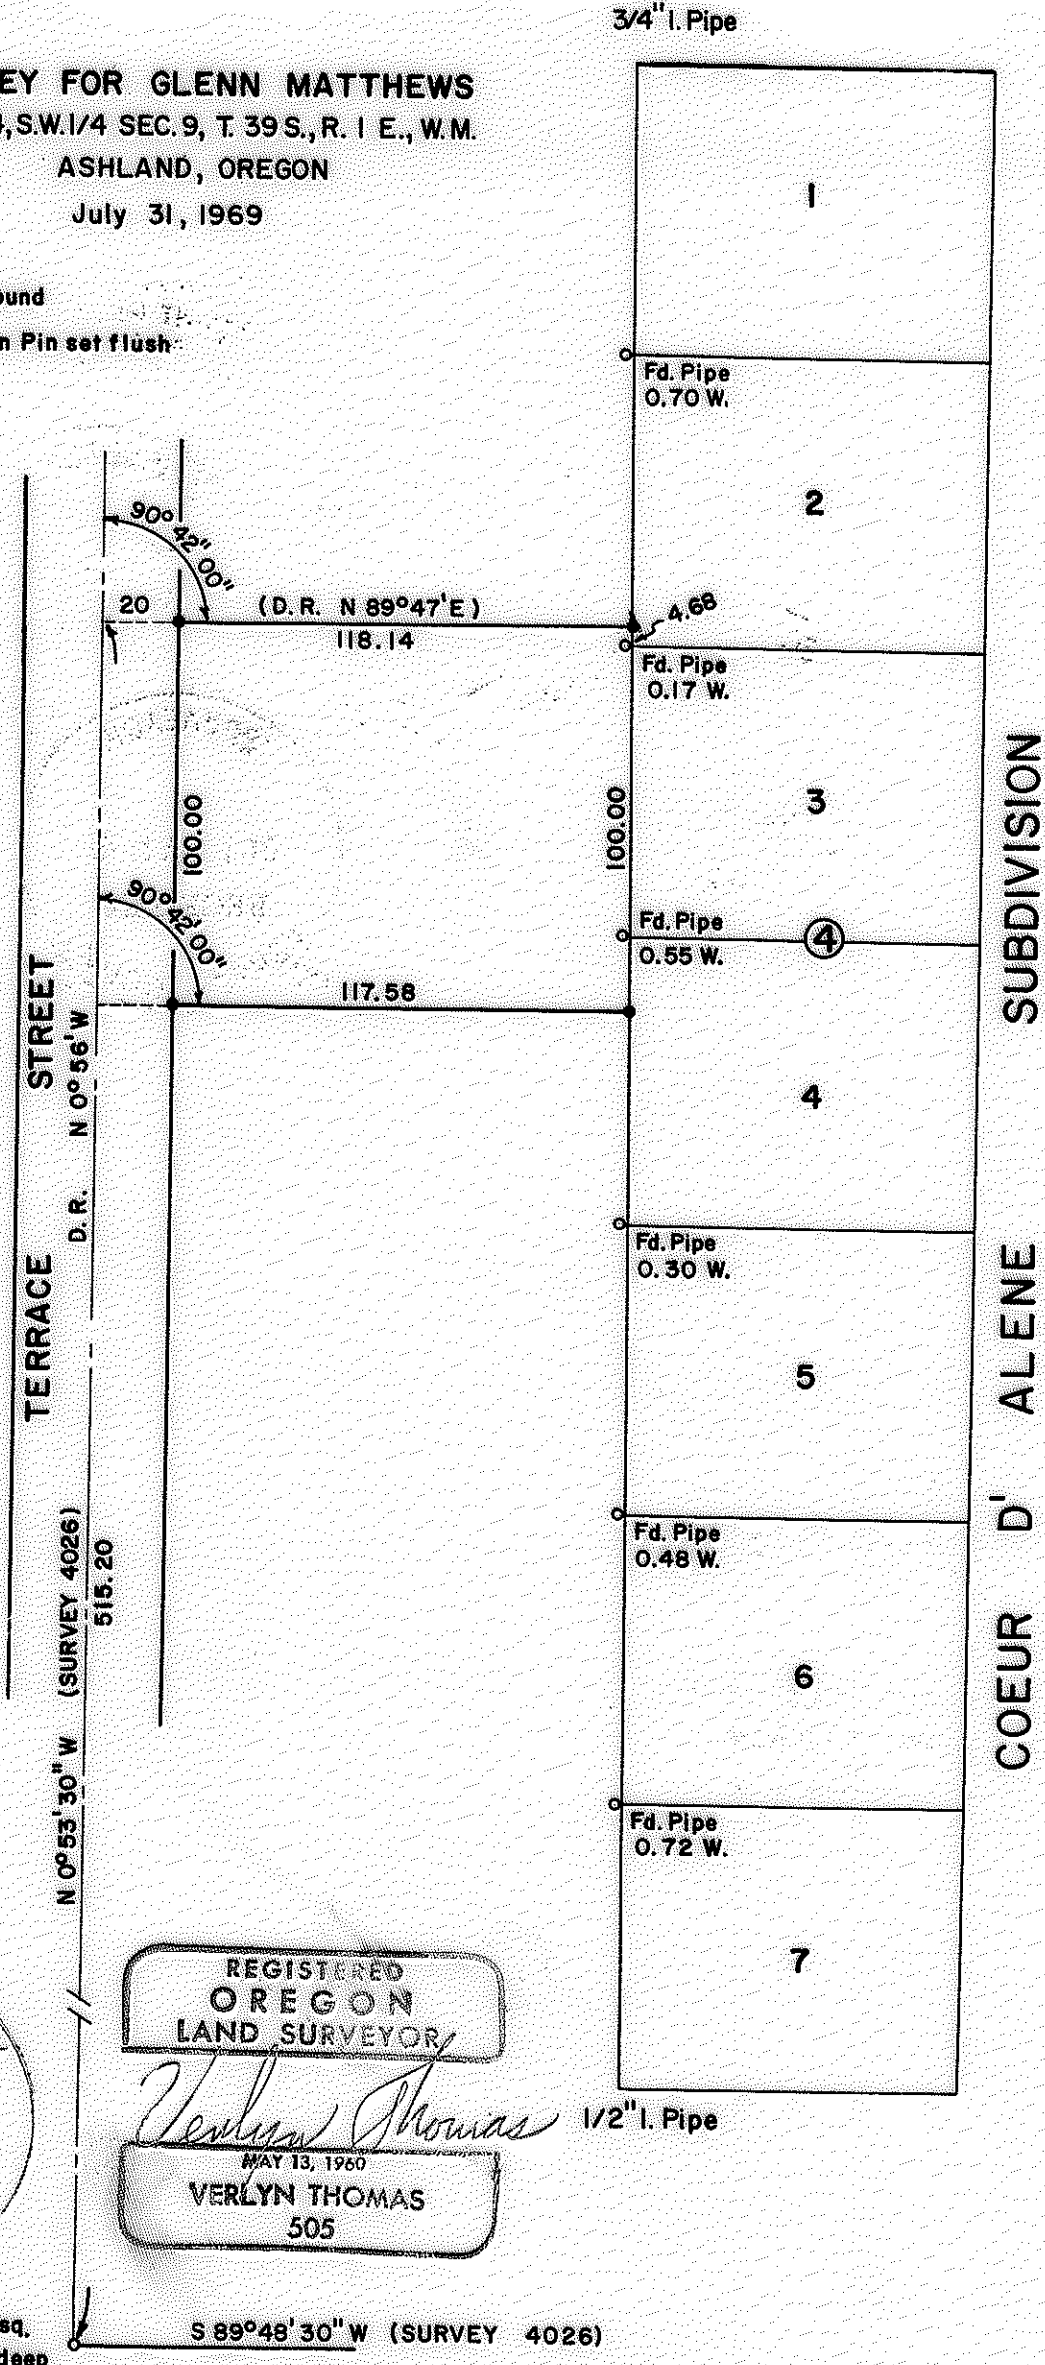 3/4" I. Pipe
EY FOR GLENN MATTHEWS
4, S.W. 1/4 SEC. 9, T. 39 S., R. 1 E., W.M.
ASHLAND, OREGON
July 31, 1969
ound
n Pin set flush
1
Fd. Pipe
0.70 W.
2
90° 42" 00"
20
(D.R. N 89°47'E)
118.14
4.68
Fd. Pipe
0.17 W.
3
100.00
100.00
90° 42' 00"
Fd. Pipe
0.55 W.
4
117.58
4
TERRACE STREET
D.R. N 0°56'W
N 0°53'30" W (SURVEY 4026)
515.20
Fd. Pipe
0.30 W.
5
Fd. Pipe
0.48 W.
6
Fd. Pipe
0.72 W.
7
COEUR D' ALENE SUBDIVISION
1/2" I. Pipe
REGISTERED
OREGON
LAND SURVEYOR
Verlyn Thomas
MAY 13, 1960
VERLYN THOMAS
505
sq.
deep
S 89°48'30" W (SURVEY 4026)